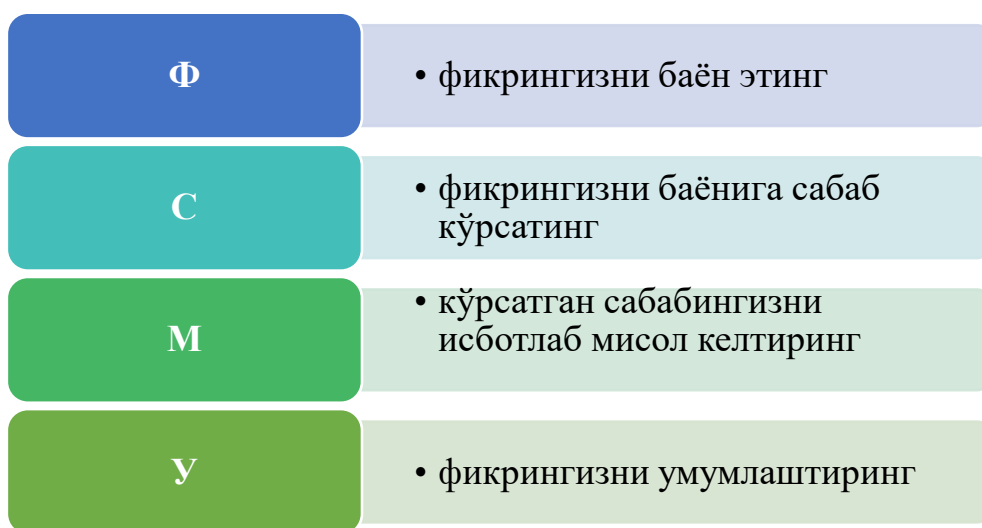 Ф
• фикрингизни баён этинг
С
• фикрингизни баёнига сабаб
кўрсатинг
М
• кўрсатган сабабингизни
исботлаб мисол келтиринг
У
• фикрингизни умумлаштиринг